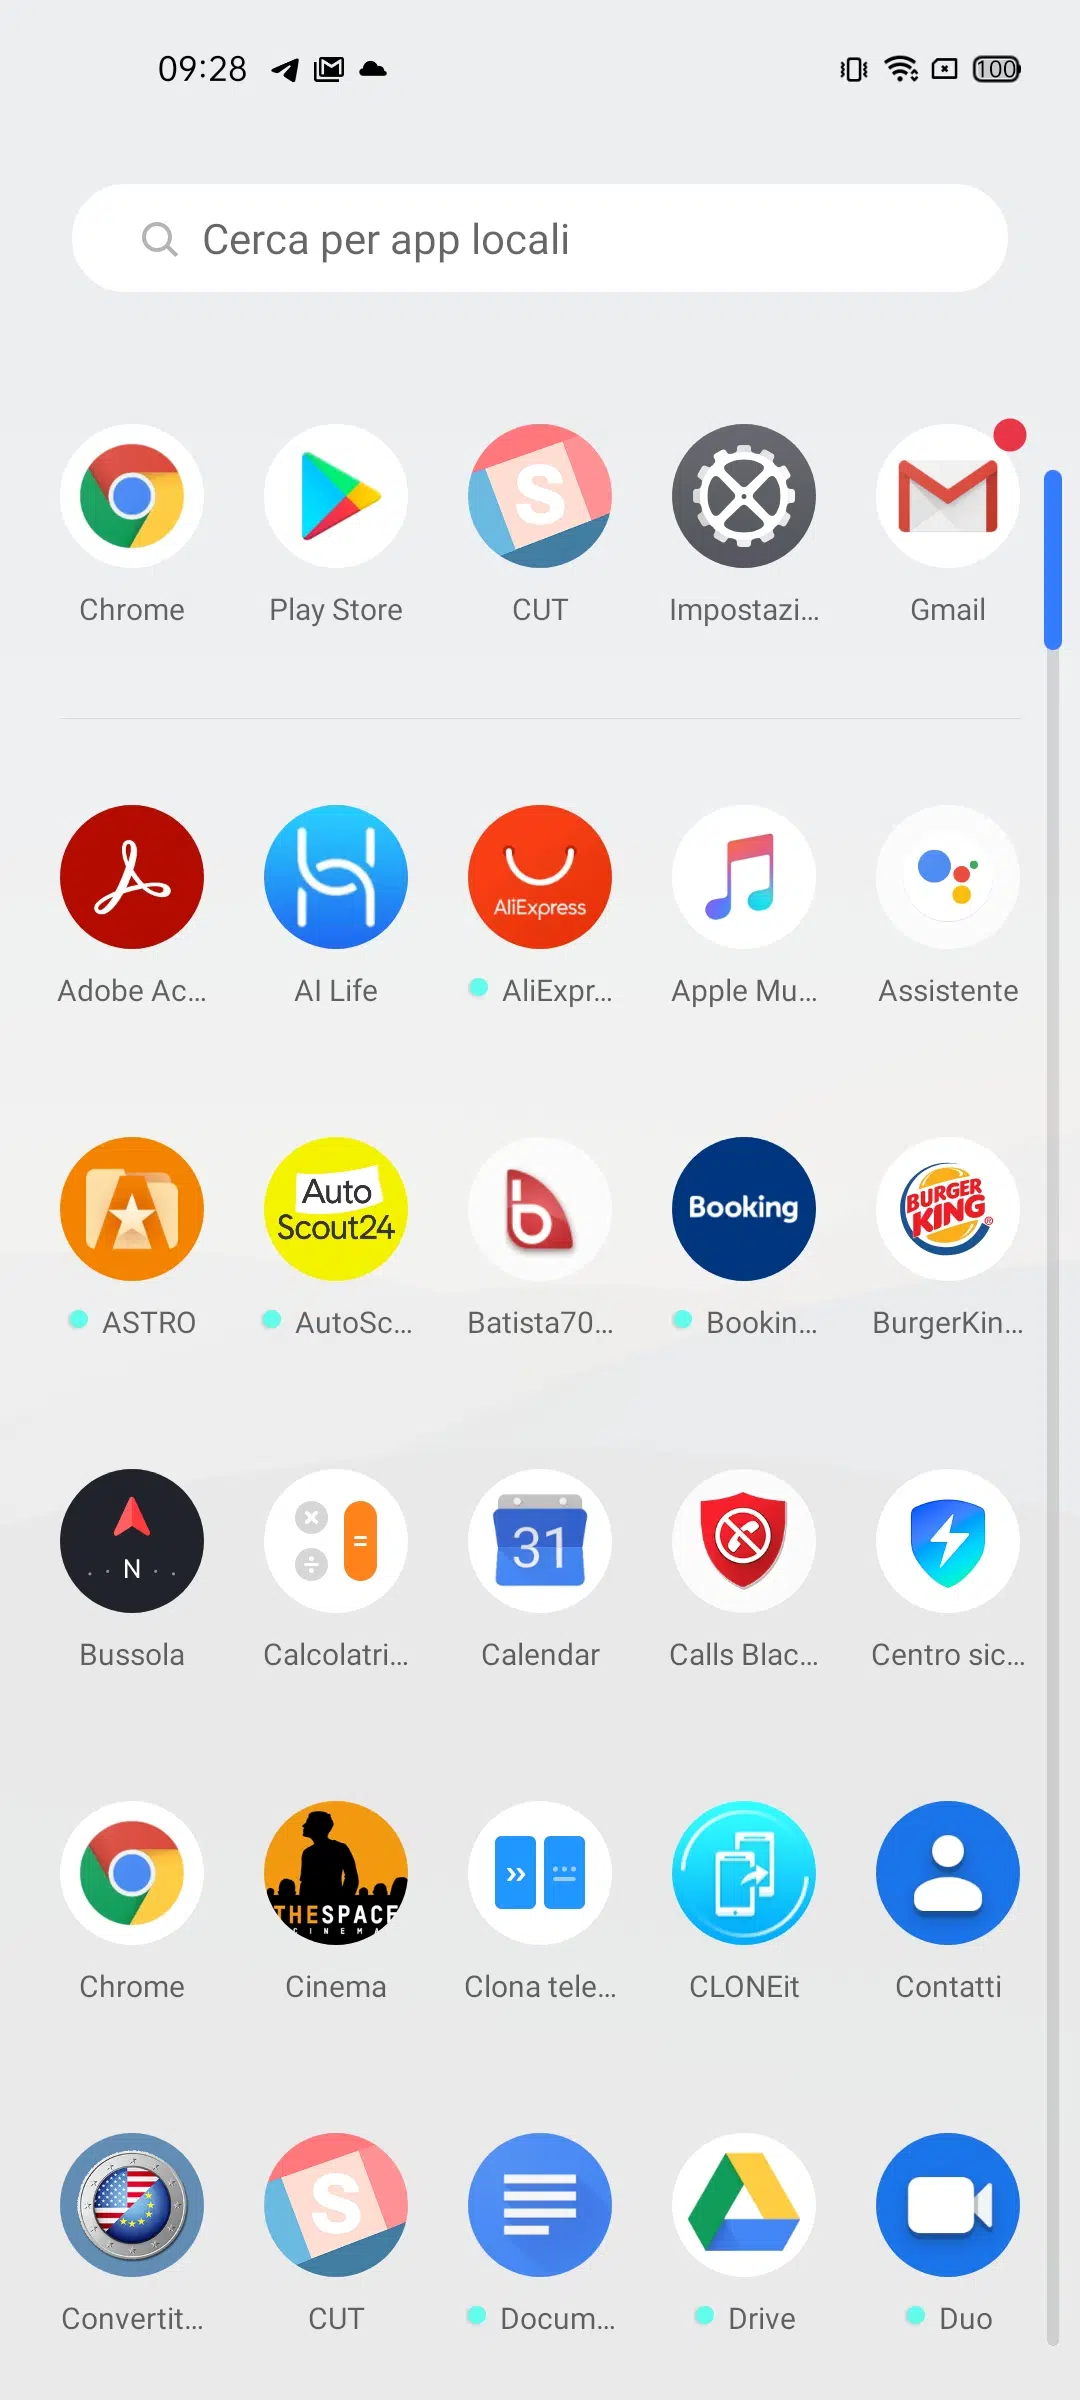 09:28
100
Cerca per app locali
S
Chrome
Play Store
CUT
Impostazi...
Gmail
AliExpress
Adobe Ac...
AI Life
AliExpr...
Apple Mu...
Assistente
Auto
Scout24
b
Booking
BURGER
KING®
ASTRO
AutoSc...
Batista70...
Bookin...
BurgerKin...
N
31
Bussola
Calcolatri...
Calendar
Calls Blac...
Centro sic...
THESPACE
CINEMA
Chrome
Cinema
Clona tele...
CLONEit
Contatti
S
Convertit...
CUT
Docum...
Drive
Duo